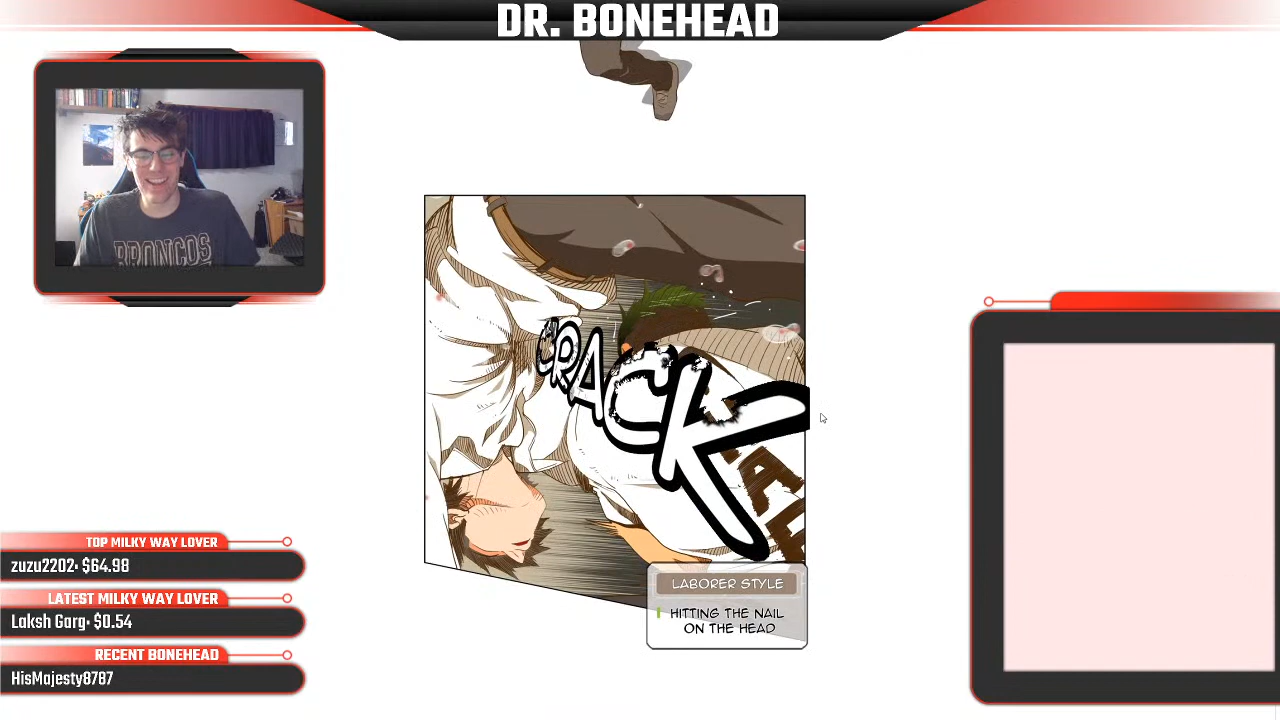 DR. BONEHEAD
BRONCOS
CRACK
LABORER STYLE
HITTING THE NAIL
ON THE HEAD
TOP MILKY WAY LOVER
zuzu2202• $64.98
LATEST MILKY WAY LOVER
Laksh Garg• $0.54
RECENT BONEHEAD
HisMajesty8787